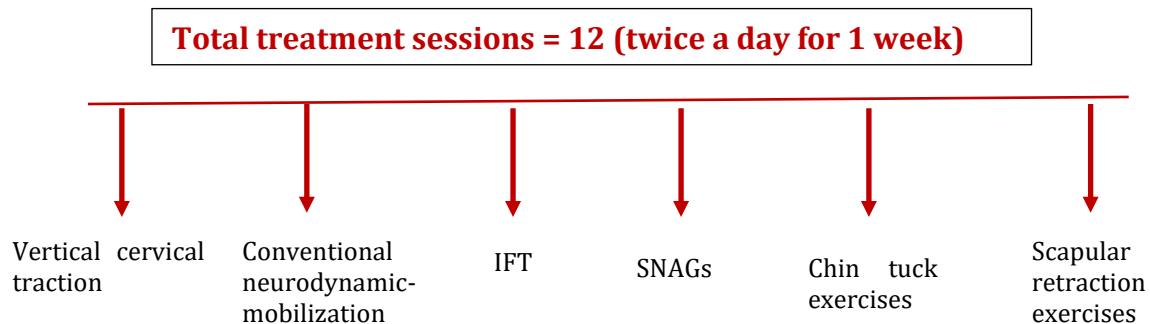 Total treatment sessions = 12 (twice a day for 1 week)
Vertical cervical
traction
Conventional
neurodynamic-
mobilization
IFT
SNAGs
Chin tuck
exercises
Scapular
retraction
exercises